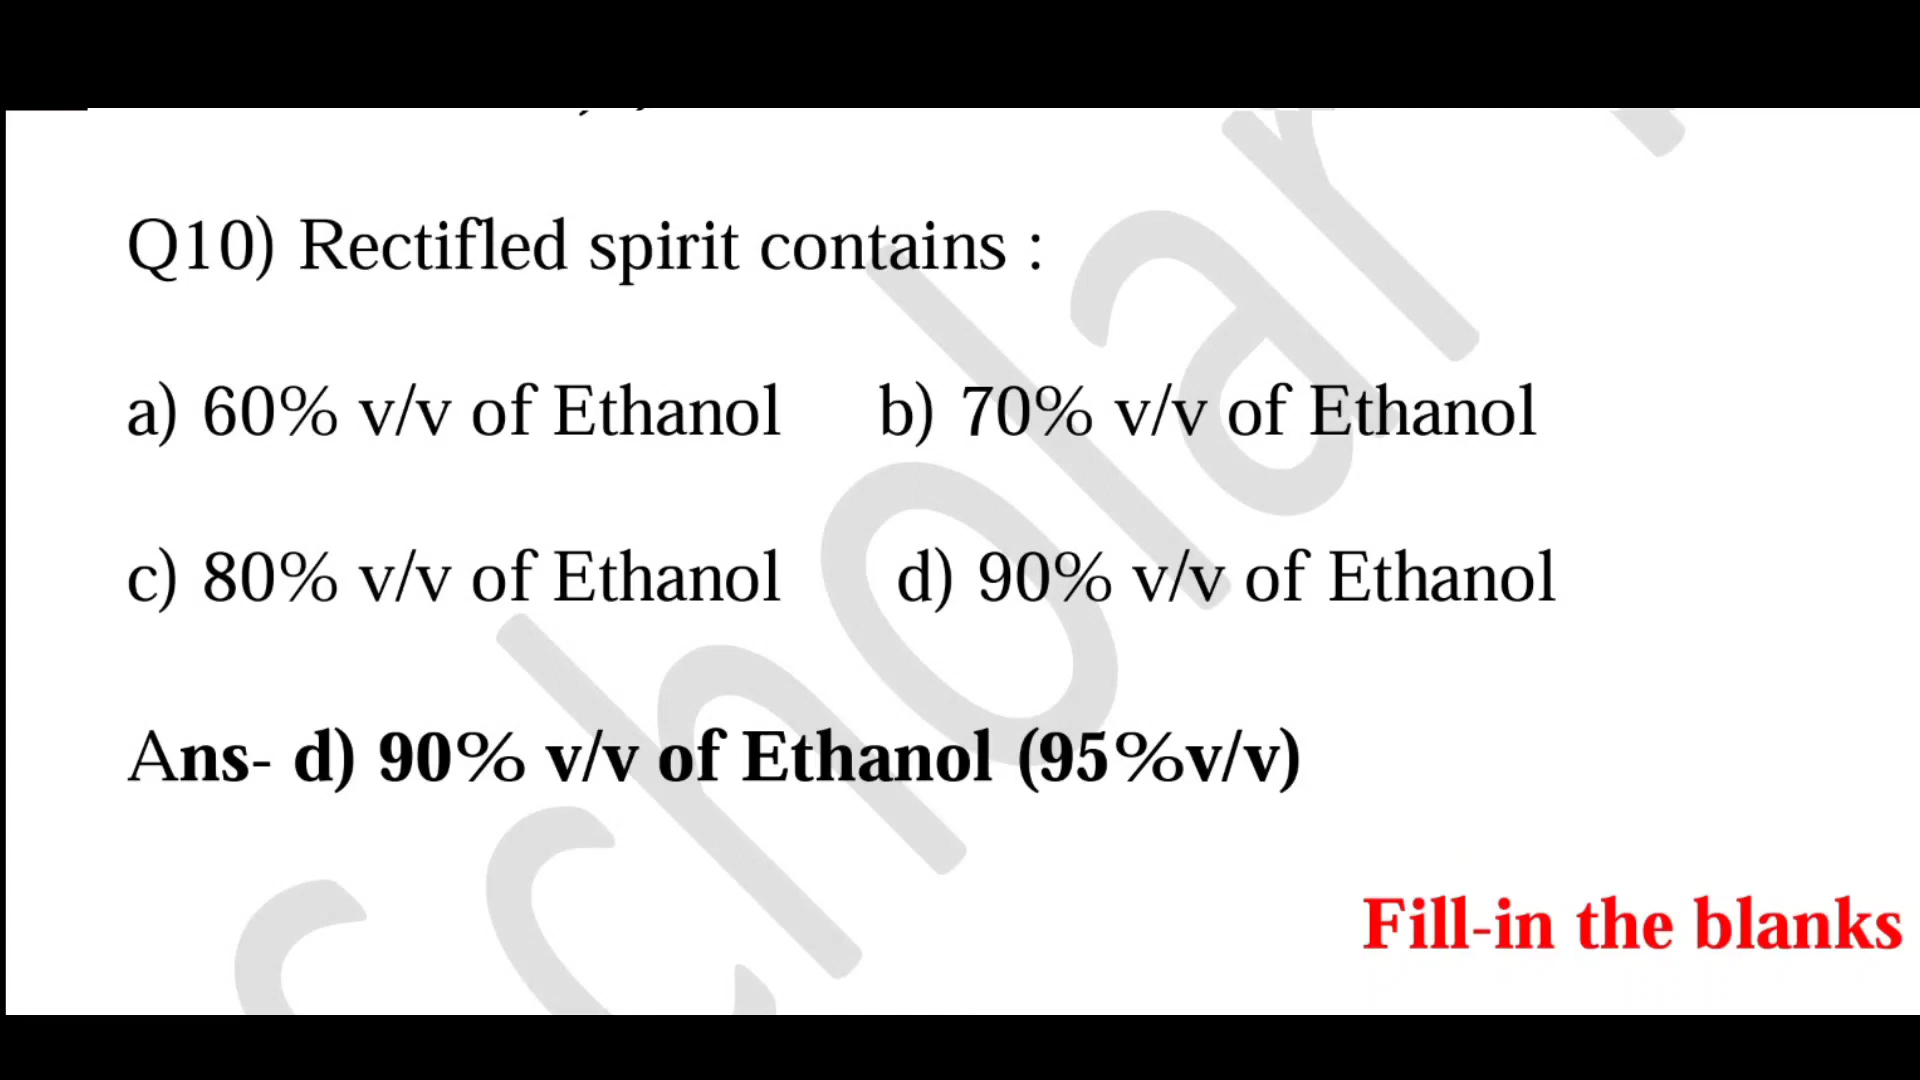 Q10) Rectifled spirit contains :
a) 60% v/v of Ethanol b) 70% v/v of Ethanol
c) 80% v/v of Ethanol d) 90% v/v of Ethanol
Ans- d) 90% v/v of Ethanol (95%v/v)
Fill-in the blanks